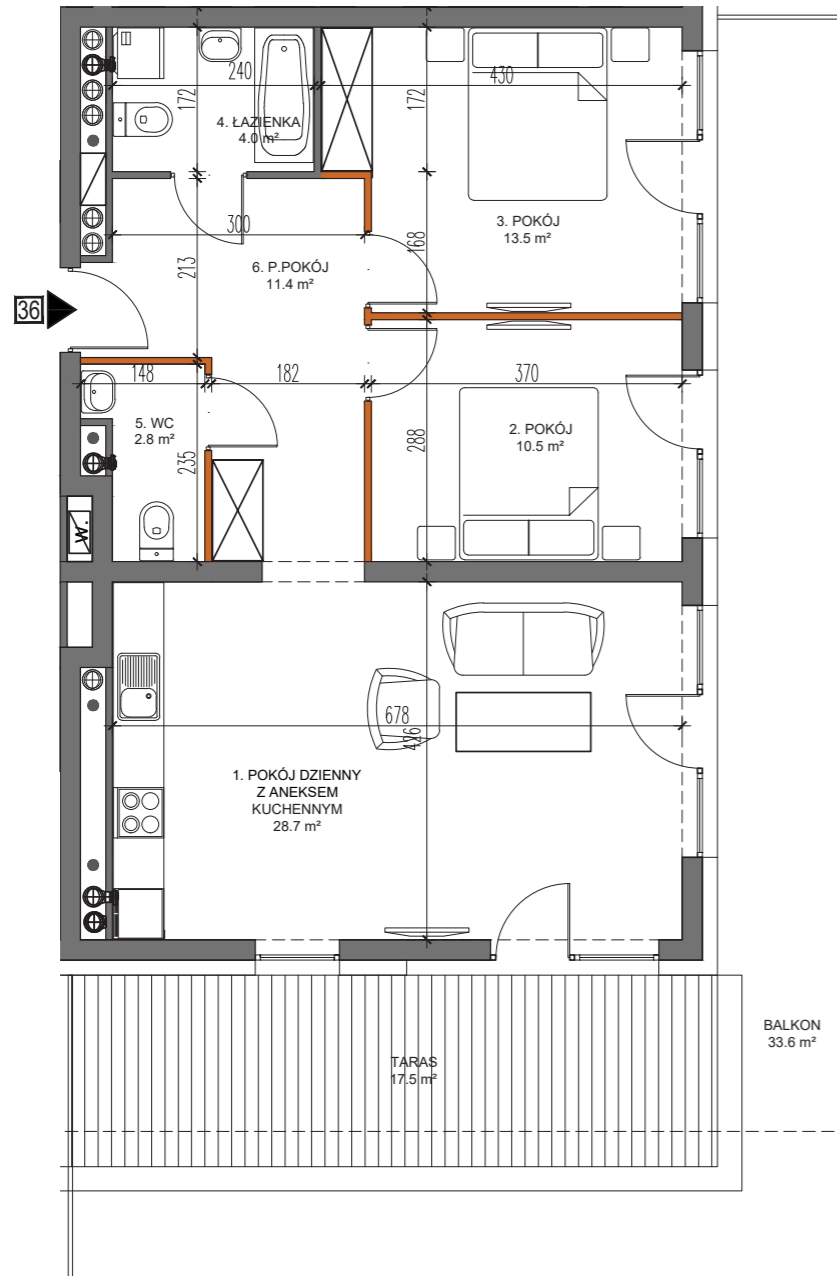 240
430
172
172
4. ŁAZIENKA
4.0 m²
3. POKÓJ
13.5 m²
300
168
213
6. P.POKÓJ
11.4 m²
36
148
182
370
5. WC
2.8 m²
2. POKÓJ
10.5 m²
288
235
W.
678
426
1. POKÓJ DZIENNY
Z ANEKSEM
KUCHENNYM
28.7 m²
BALKON
33.6 m²
TARAS
17.5 m²